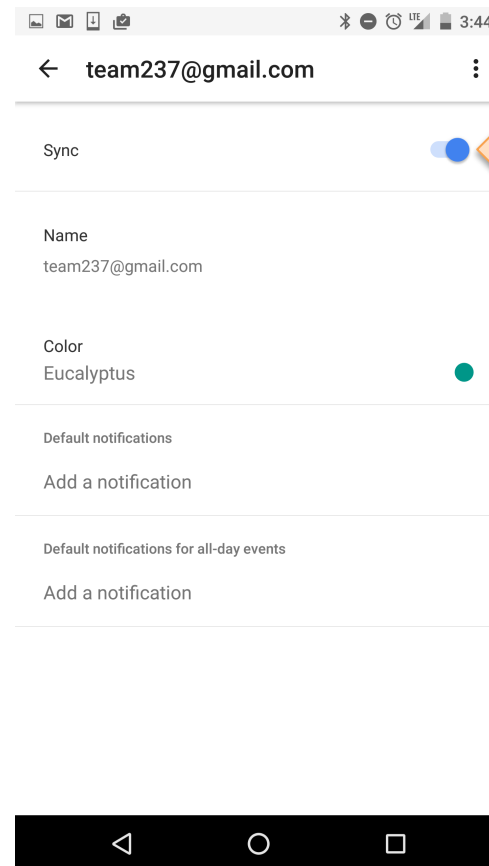 LTE 3:44
team237@gmail.com
Sync
Name
team237@gmail.com
Color
Eucalyptus
Default notifications
Add a notification
Default notifications for all-day events
Add a notification